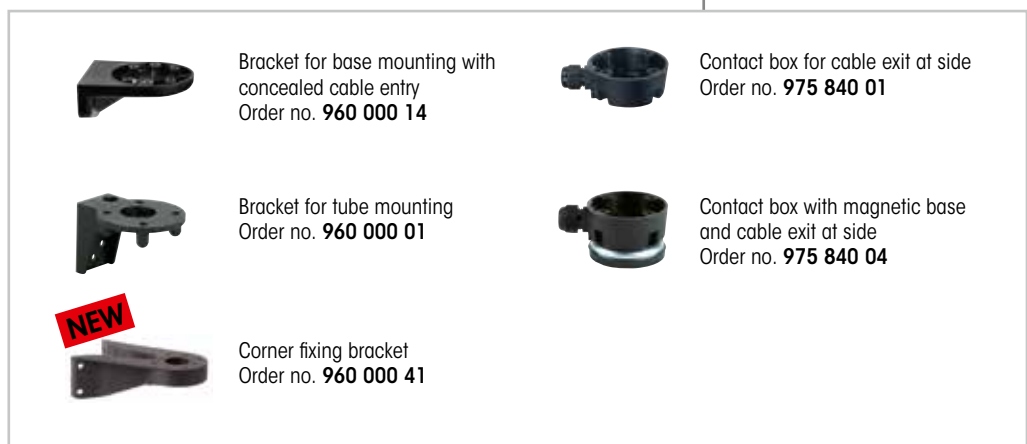 Bracket for base mounting with
concealed cable entry
Order no. 960 000 14
Bracket for tube mounting
Order no. 960 000 01
NEW
Corner fixing bracket
Order no. 960 000 41
Contact box for cable exit at side
Order no. 975 840 01
Contact box with magnetic base
and cable exit at side
Order no. 975 840 04